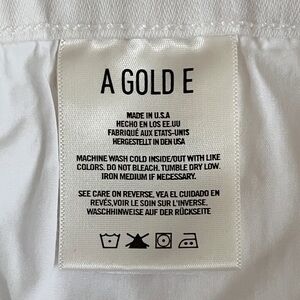 A GOLD E
MADE IN U.S.A
HECHO EN LOS EE.UU
FABRIQUÉ AUX ETATS-UNIS
HERGESTELLT IN DEN USA
MACHINE WASH COLD INSIDE/OUT WITH LIKE
COLORS. DO NOT BLEACH. TUMBLE DRY LOW.
IRON MEDIUM IF NECESSARY.
SEE CARE ON REVERSE, VEA EL CUIDADO EN
REVÉS,VOIR LE SOIN SUR L'INVERSE,
WASCHHINWEISE AUF DER RÜCKSEITE